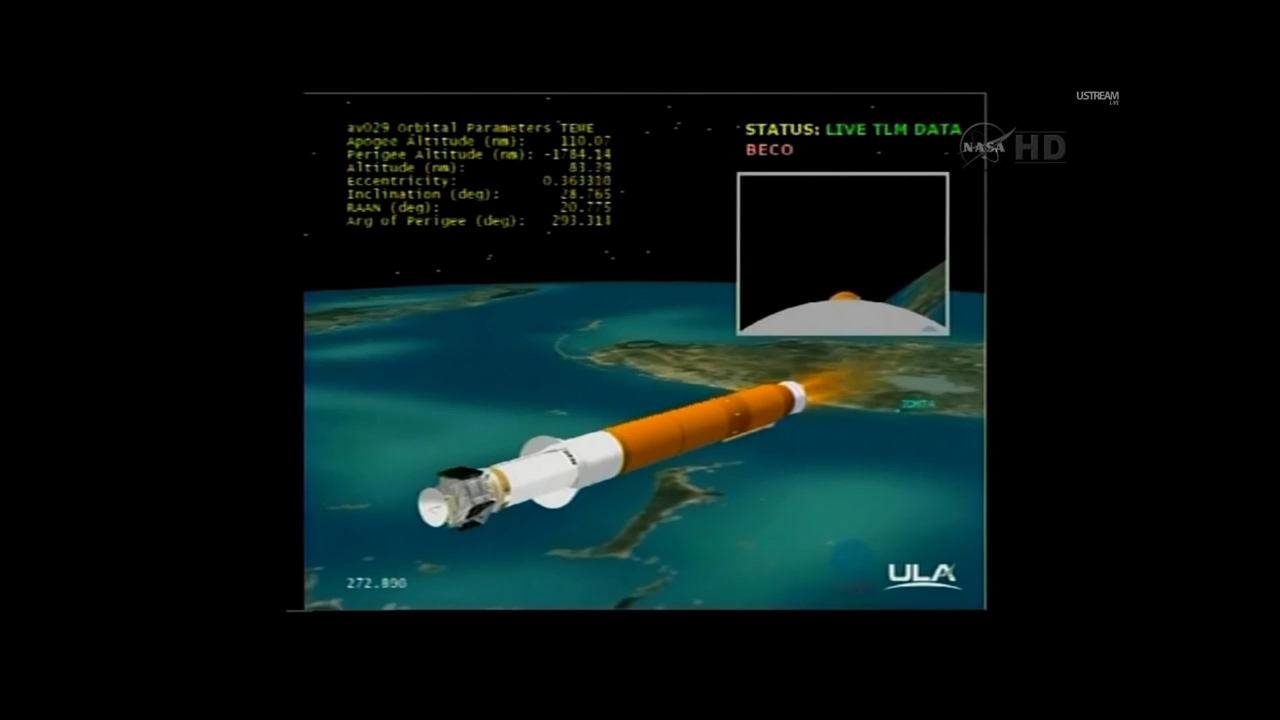 USTREAM
av029 Orbital Parameters TEME
Apogee Altitude (nm): 110.07
Perigee Altitude (nm): -1784.14
Altitude (nm): 83.39
Eccentricity: 0.363310
Inclination (deg): 28.765
RAAN (deg): 20.775
Arg of Perigee (deg): 293.318
STATUS: LIVE TLM DATA
BECO
NASA HD
272.890
ULA